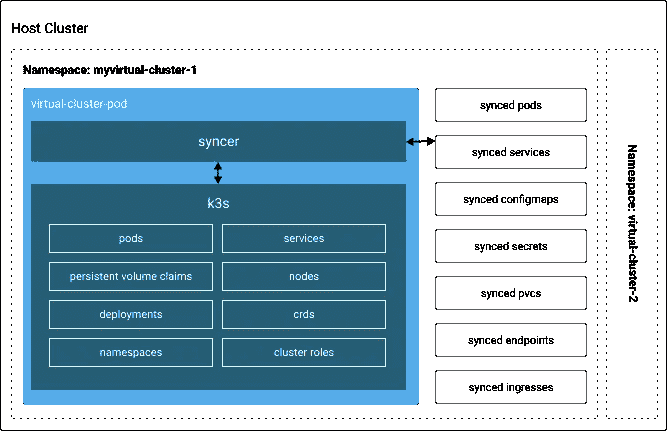 Host Cluster
Namespace: myvirtual-cluster-1
virtual-cluster-pod
syncer
k3s
pods
services
persistent volume claims
nodes
deployments
crds
namespaces
cluster roles
synced pods
synced services
synced configmaps
synced secrets
synced pvcs
synced endpoints
synced ingresses
Namespace: virtual-cluster-2